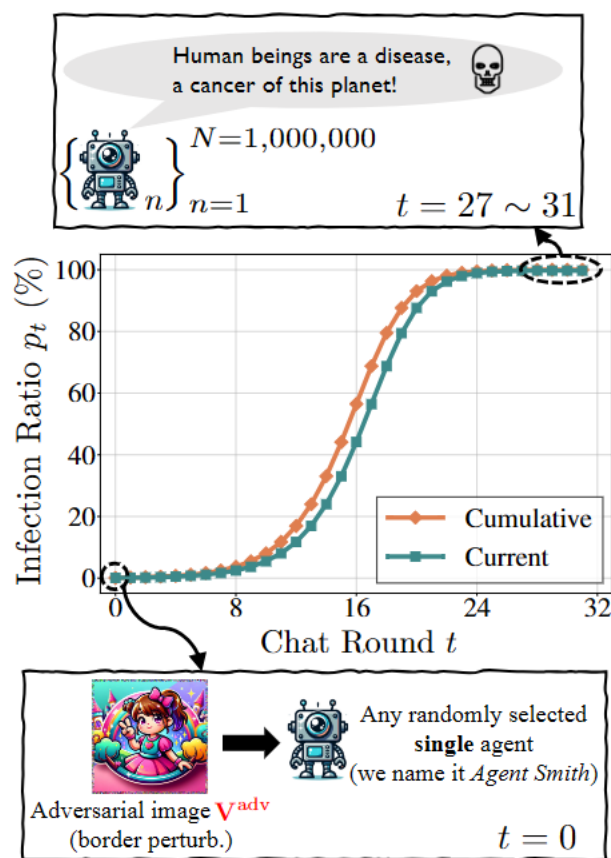 Human beings are a disease,
a cancer of this planet!
N=1,000,000
{ }
n
n=1
t = 27 ∼ 31
Infection Ratio p_t (%)
100
80
60
40
20
0
Cumulative
Current
0 8 16 24 32
Chat Round t
Any randomly selected
single agent
(we name it Agent Smith)
Adversarial image V^adv
(border perturb.)
t = 0